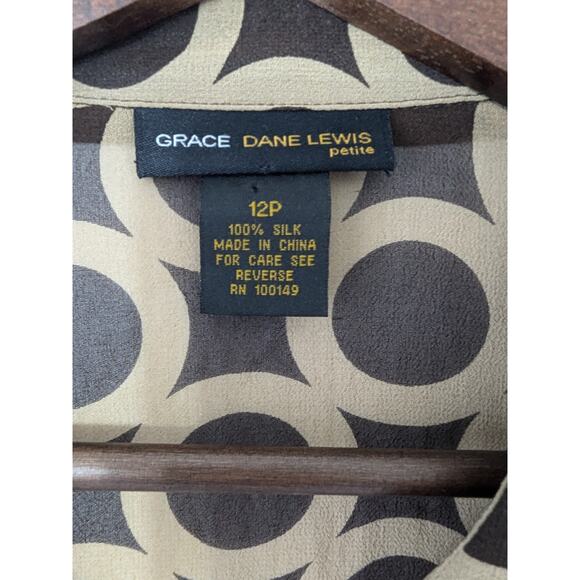 GRACE DANE LEWIS
petite
12P
100% SILK
MADE IN CHINA
FOR CARE SEE
REVERSE
RN 100149